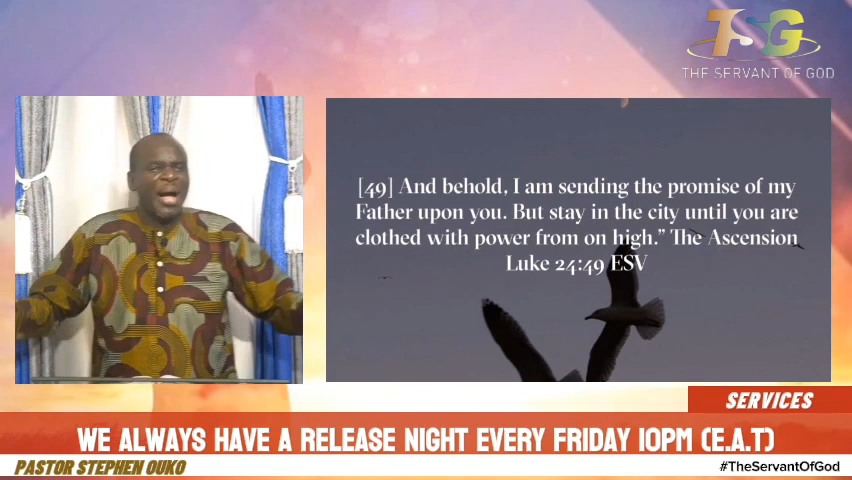 TSG
THE SERVANT OF GOD
[49] And behold, I am sending the promise of my
Father upon you. But stay in the city until you are
clothed with power from on high.” The Ascension
Luke 24:49 ESV
SERVICES
WE ALWAYS HAVE A RELEASE NIGHT EVERY FRIDAY 10PM (E.A.T)
PASTOR STEPHEN OUKO
#TheServantOfGod